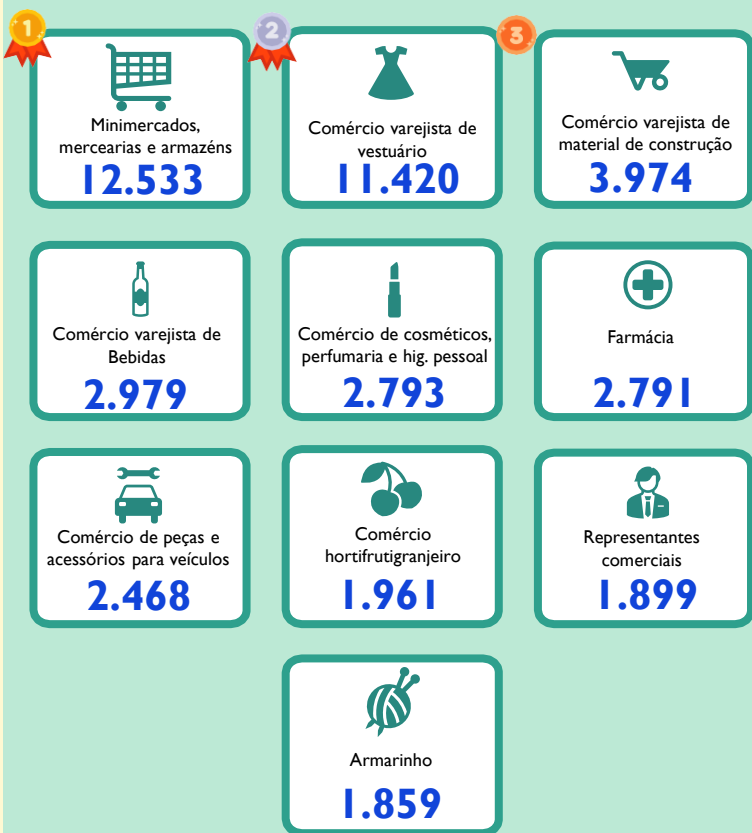 1
2
3
Minimercados,
mercearias e armazéns
12.533
Comércio varejista de
vestuário
11.420
Comércio varejista de
material de construção
3.974
Comércio varejista de
Bebidas
2.979
Comércio de cosméticos,
perfumaria e hig. pessoal
2.793
Farmácia
2.791
Comércio de peças e
acessórios para veículos
2.468
Comércio
hortifrutigranjeiro
1.961
Representantes
comerciais
1.899
Armarinho
1.859